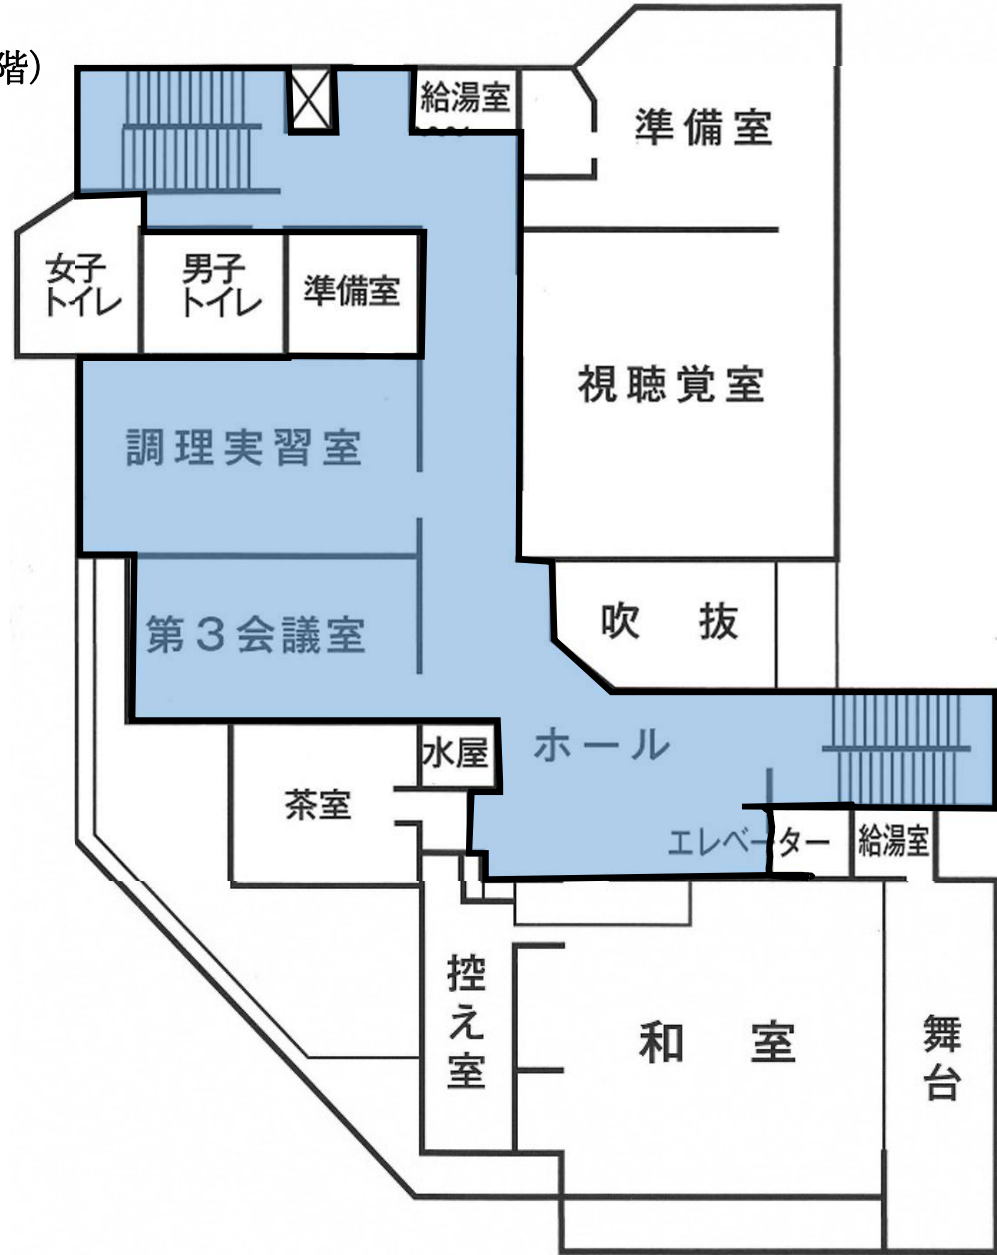 階）
給湯室
準備室
女子
トイレ
男子
トイレ
準備室
視聴覚室
調理実習室
第３会議室
吹 抜
水屋
ホール
茶室
エレベーター
給湯室
控え室
和 室
舞台